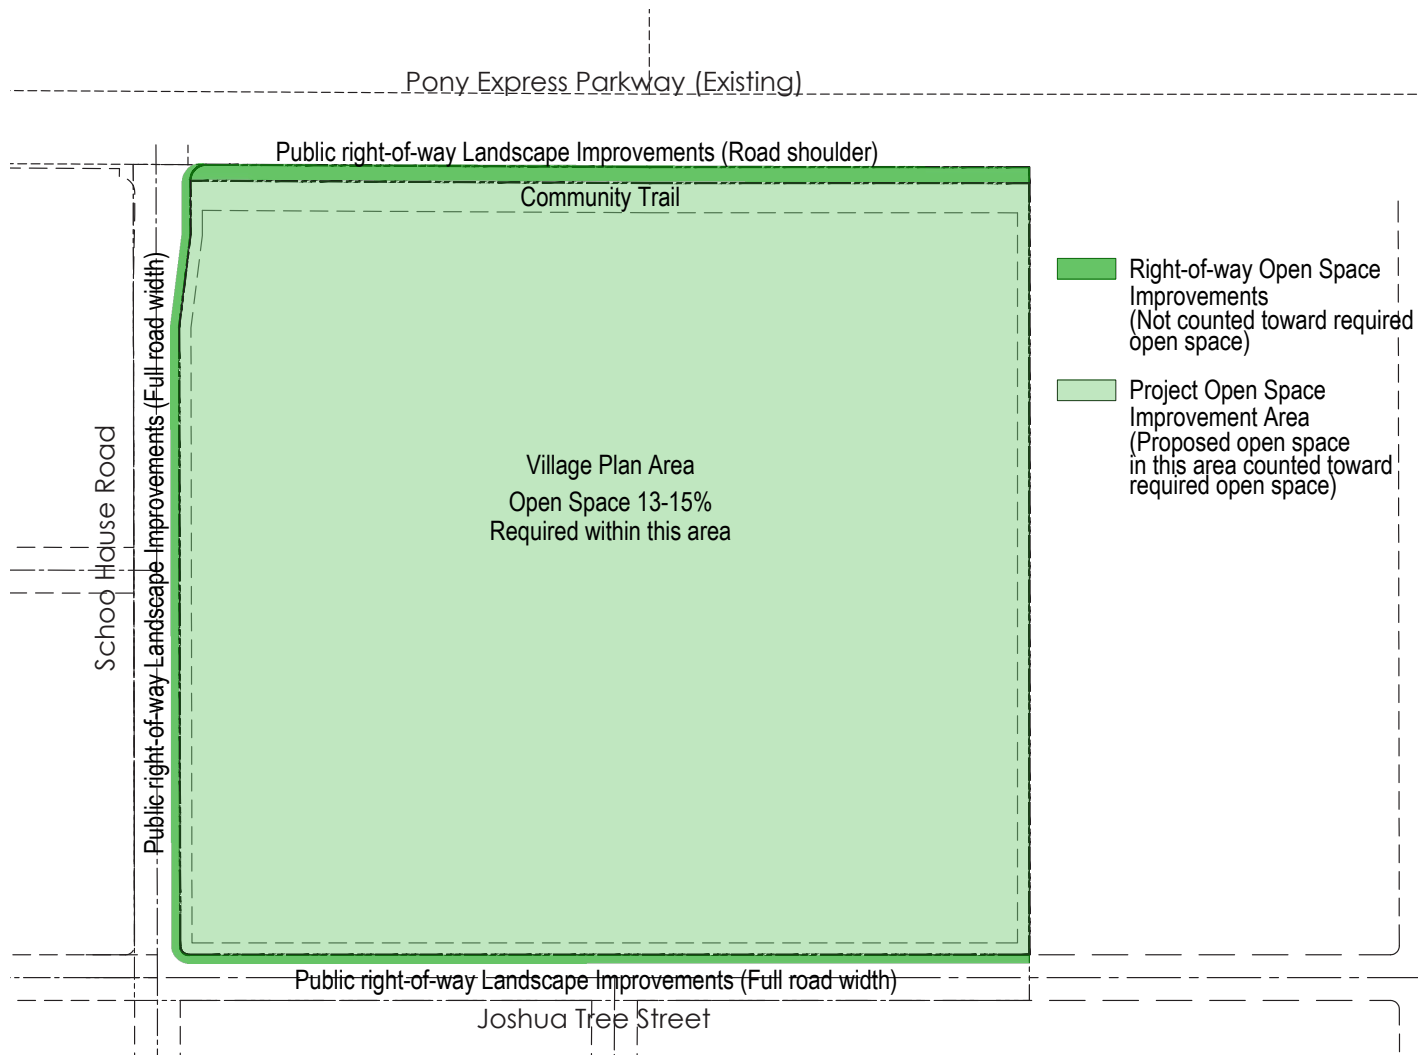 Pony Express Parkway (Existing)
Public right-of-way Landscape Improvements (Road shoulder)
Community Trail
Public right-of-way Landscape Improvements (Full road width)
Schoo House Road
Right-of-way Open Space
Improvements
(Not counted toward required
open space)
Project Open Space
Improvement Area
(Proposed open space
in this area counted toward
required open space)
Village Plan Area
Open Space 13-15%
Required within this area
Public right-of-way Landscape Improvements (Full road width)
Joshua Tree Street